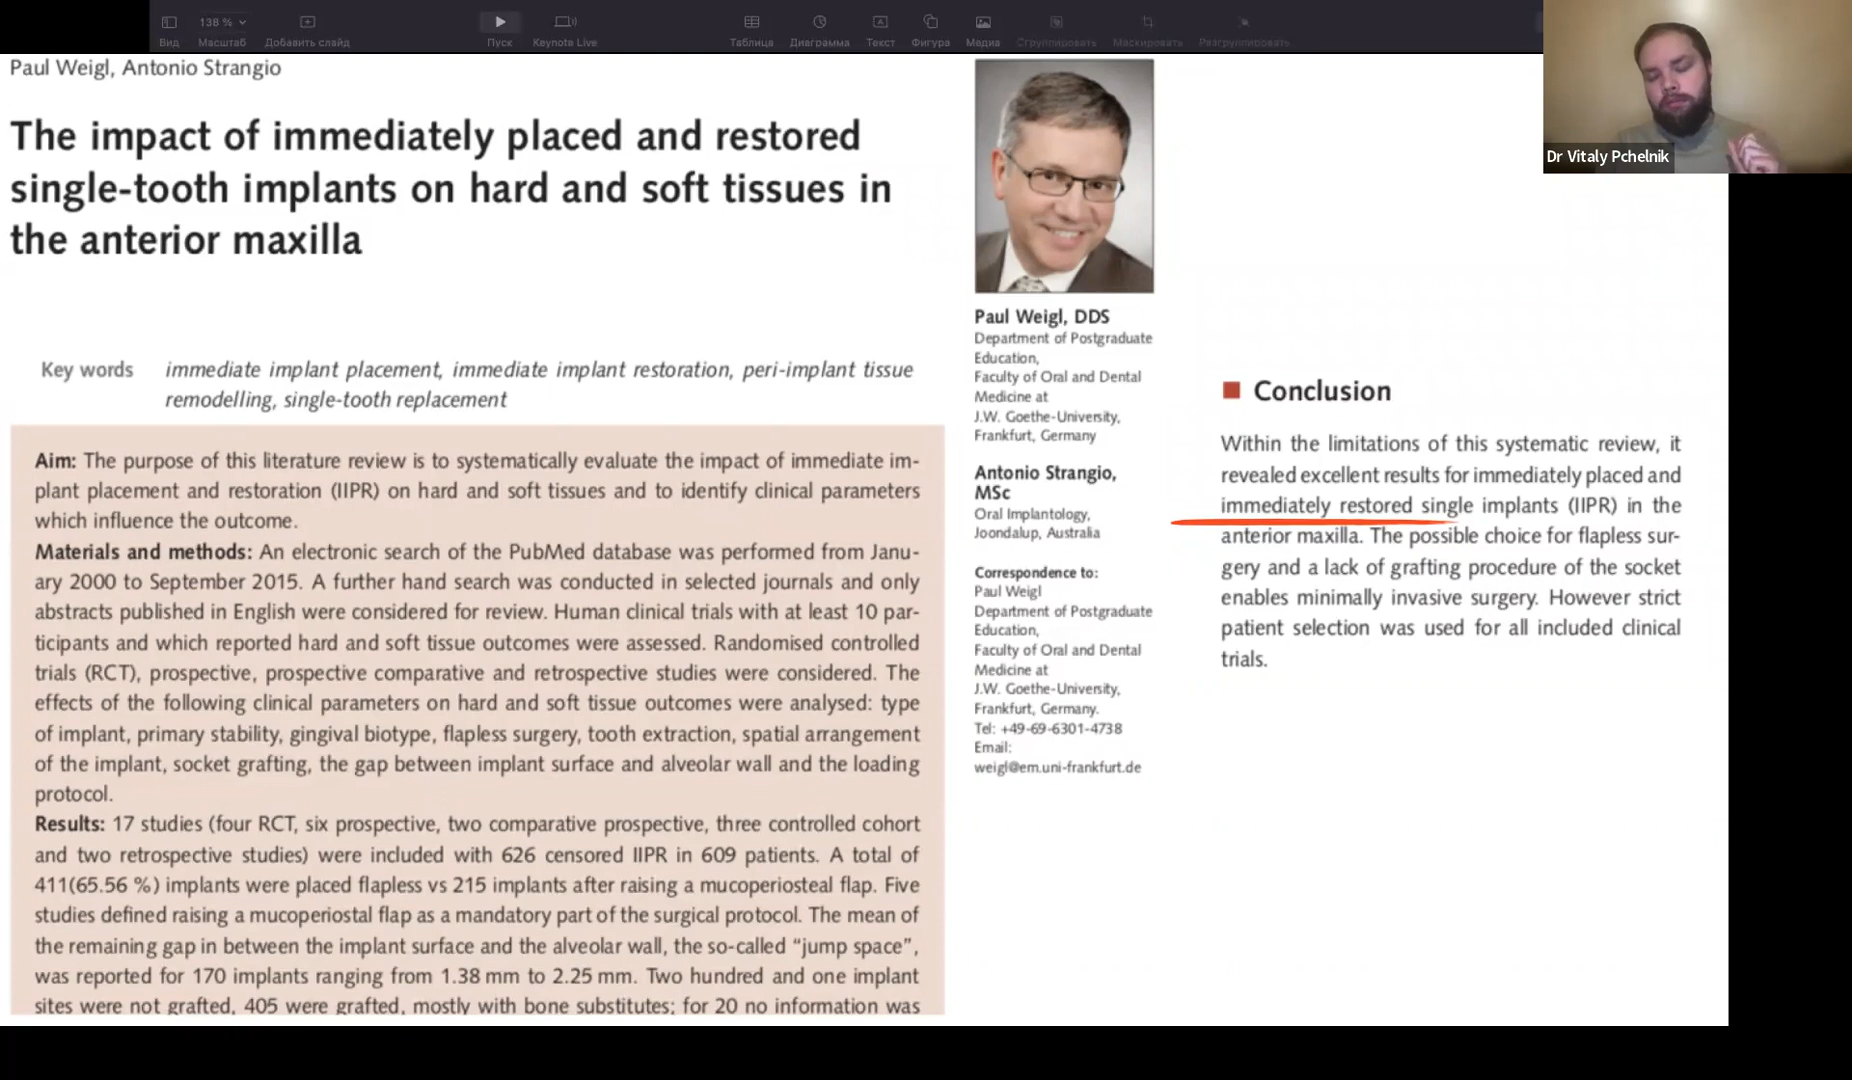 138 %
Вид
Масштаб
Добавить слайд
Пуск
Keynote Live
Таблица
Диаграмма
Текст
Фигура
Медиа
Сгруппировать
Маскировать
Разгруппировать
Dr Vitaly Pchelnik
Paul Weigl, Antonio Strangio
The impact of immediately placed and restored
single-tooth implants on hard and soft tissues in
the anterior maxilla
Key words immediate implant placement, immediate implant restoration, peri-implant tissue
remodelling, single-tooth replacement
Aim: The purpose of this literature review is to systematically evaluate the impact of immediate im-
plant placement and restoration (IIPR) on hard and soft tissues and to identify clinical parameters
which influence the outcome.
Materials and methods: An electronic search of the PubMed database was performed from Janu-
ary 2000 to September 2015. A further hand search was conducted in selected journals and only
abstracts published in English were considered for review. Human clinical trials with at least 10 par-
ticipants and which reported hard and soft tissue outcomes were assessed. Randomised controlled
trials (RCT), prospective, prospective comparative and retrospective studies were considered. The
effects of the following clinical parameters on hard and soft tissue outcomes were analysed: type
of implant, primary stability, gingival biotype, flapless surgery, tooth extraction, spatial arrangement
of the implant, socket grafting, the gap between implant surface and alveolar wall and the loading
protocol.
Results: 17 studies (four RCT, six prospective, two comparative prospective, three controlled cohort
and two retrospective studies) were included with 626 censored IIPR in 609 patients. A total of
411(65.56 %) implants were placed flapless vs 215 implants after raising a mucoperiosteal flap. Five
studies defined raising a mucoperiostal flap as a mandatory part of the surgical protocol. The mean of
the remaining gap in between the implant surface and the alveolar wall, the so-called “jump space”,
was reported for 170 implants ranging from 1.38 mm to 2.25 mm. Two hundred and one implant
sites were not grafted, 405 were grafted, mostly with bone substitutes; for 20 no information was
Paul Weigl, DDS
Department of Postgraduate
Education,
Faculty of Oral and Dental
Medicine at
J.W. Goethe-University,
Frankfurt, Germany
Antonio Strangio,
MSc
Oral Implantology,
Joondalup, Australia
Correspondence to:
Paul Weigl
Department of Postgraduate
Education,
Faculty of Oral and Dental
Medicine at
J.W. Goethe-University,
Frankfurt, Germany.
Tel: +49-69-6301-4738
Email:
weigl@em.uni-frankfurt.de
Conclusion
Within the limitations of this systematic review, it
revealed excellent results for immediately placed and
immediately restored single implants (IIPR) in the
anterior maxilla. The possible choice for flapless sur-
gery and a lack of grafting procedure of the socket
enables minimally invasive surgery. However strict
patient selection was used for all included clinical
trials.